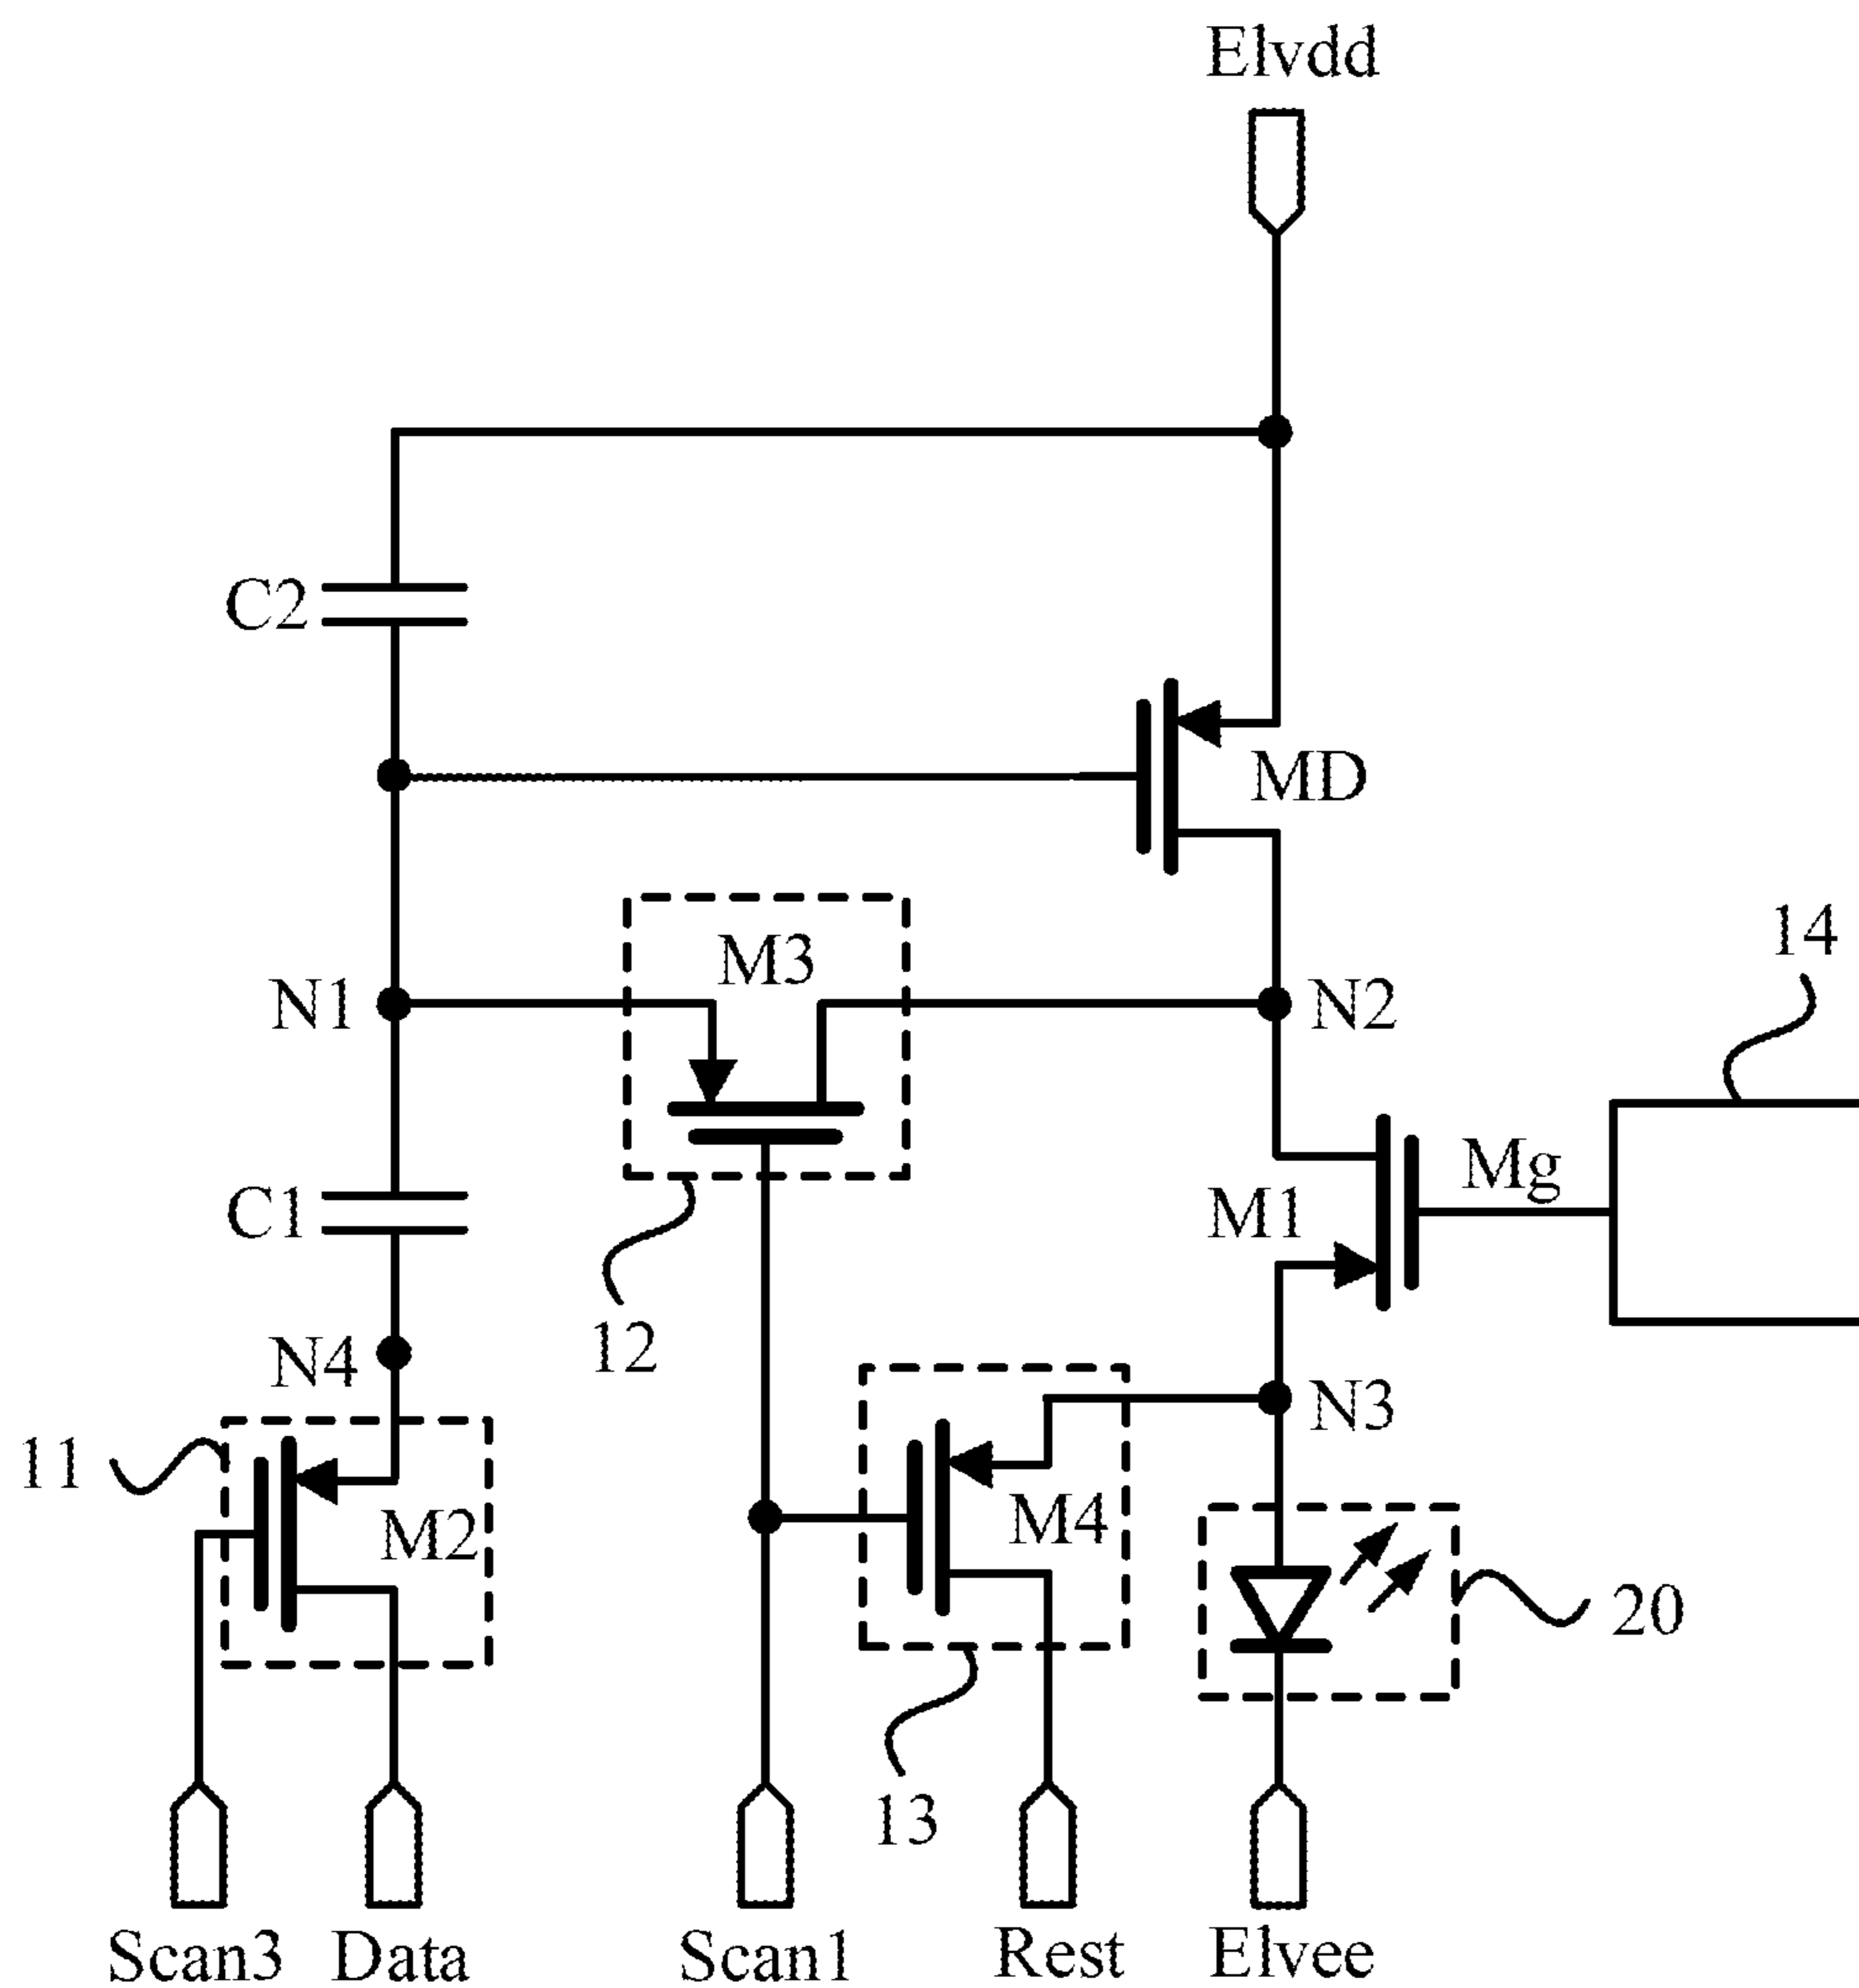 Elvdd
C2
MD
M3
14
N1
N2
Mg
C1
M1
12
N4
N3
11
M2
M4
20
13
Scan3
Data
Scan1
Rest
Elvee